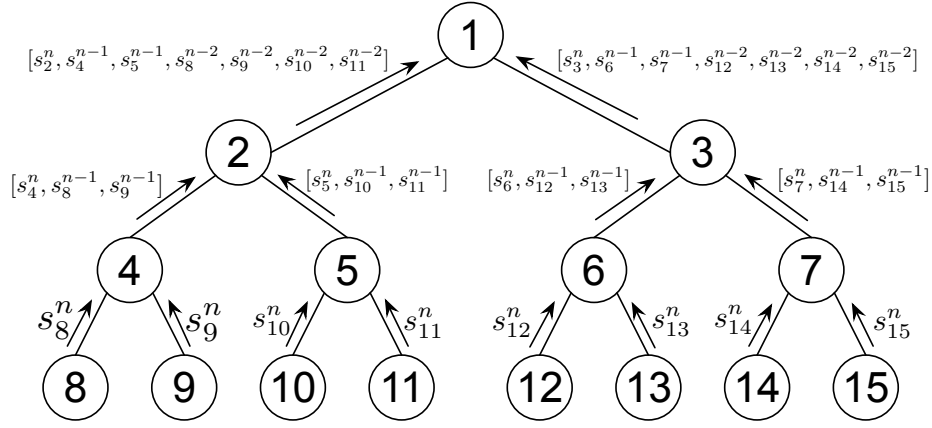 1
[s_2^n, s_4^{n-1}, s_5^{n-1}, s_8^{n-2}, s_9^{n-2}, s_{10}^{n-2}, s_{11}^{n-2}]
[s_3^n, s_6^{n-1}, s_7^{n-1}, s_{12}^{n-2}, s_{13}^{n-2}, s_{14}^{n-2}, s_{15}^{n-2}]
2
3
[s_4^n, s_8^{n-1}, s_9^{n-1}]
[s_5^n, s_{10}^{n-1}, s_{11}^{n-1}]
[s_6^n, s_{12}^{n-1}, s_{13}^{n-1}]
[s_7^n, s_{14}^{n-1}, s_{15}^{n-1}]
4
5
6
7
s_8^n
s_9^n
s_{10}^n
s_{11}^n
s_{12}^n
s_{13}^n
s_{14}^n
s_{15}^n
8
9
10
11
12
13
14
15